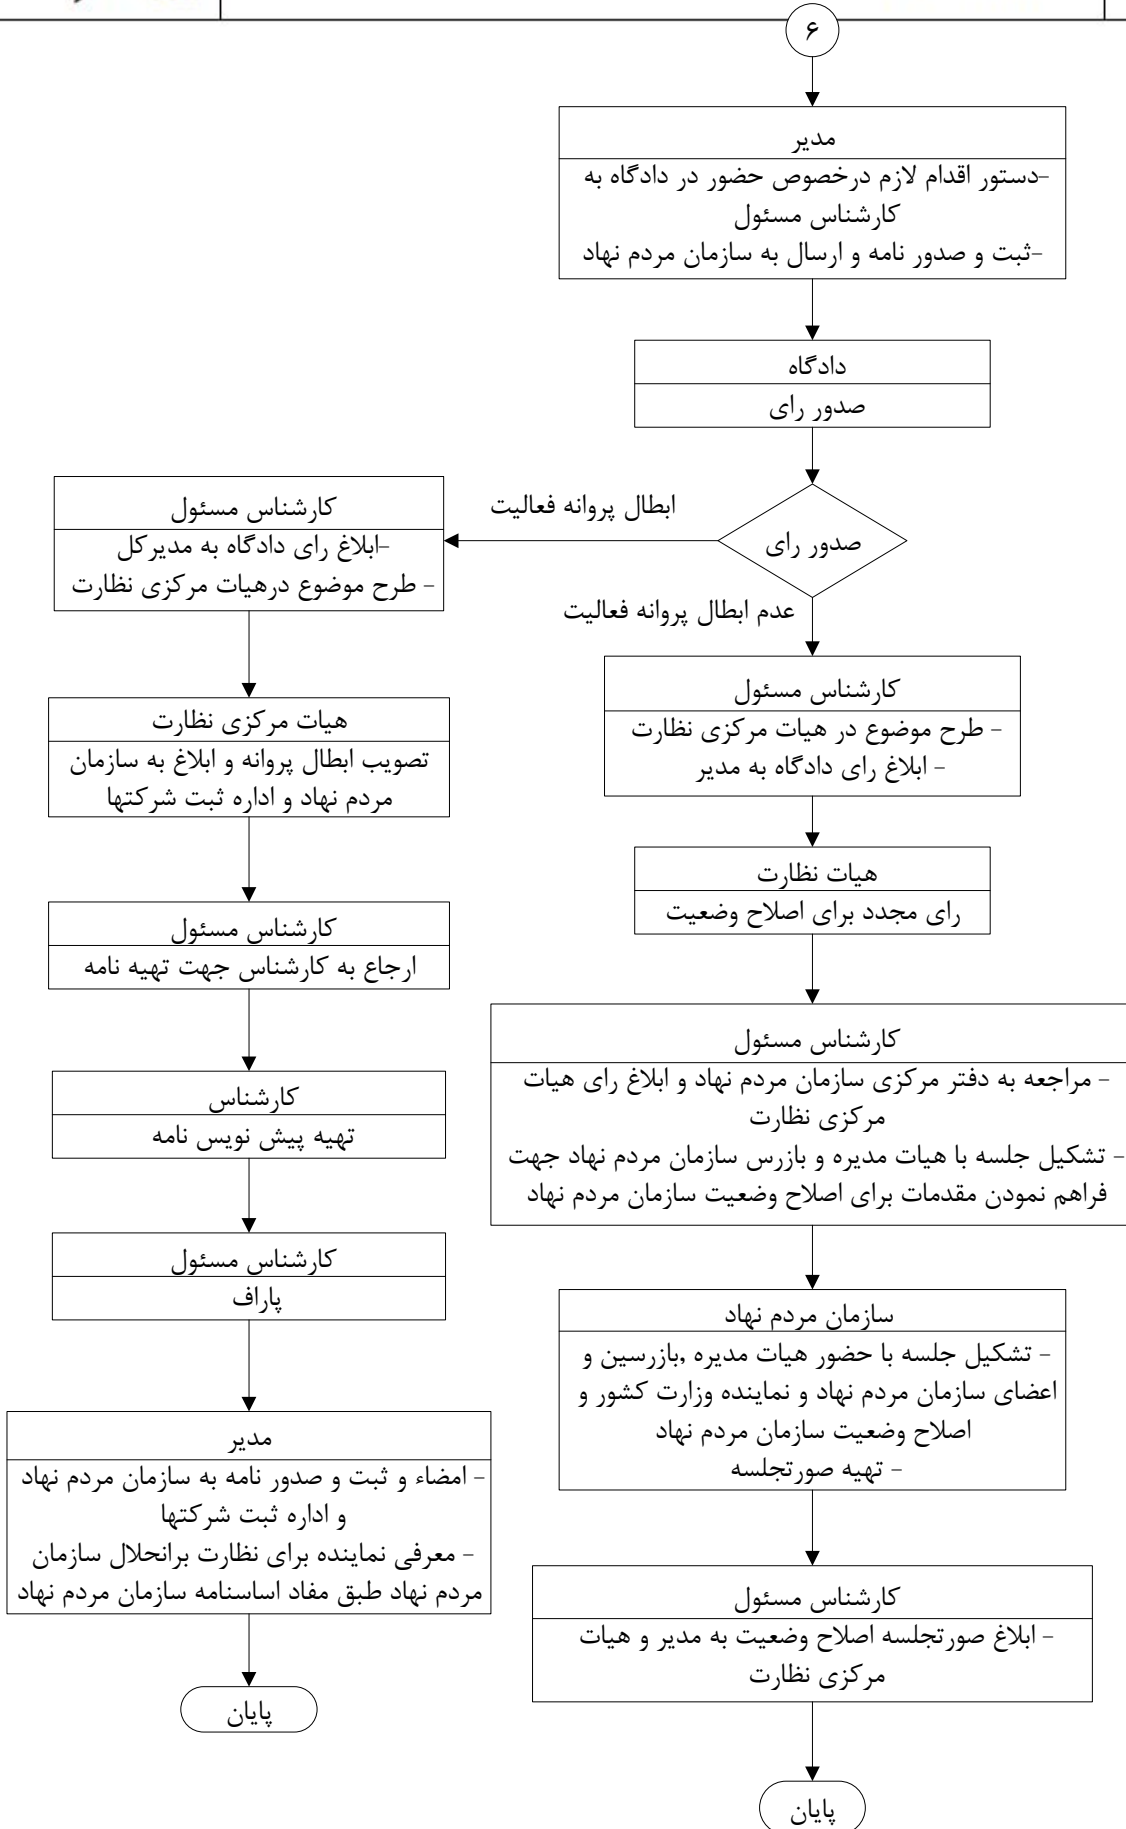 ۶
مدیر
-دستور اقدام لازم درخصوص حضور در دادگاه به
کارشناس مسئول
-ثبت و صدور نامه و ارسال به سازمان مردم نهاد
دادگاه
صدور رای
صدور رای
عدم ابطال پروانه فعالیت
کارشناس مسئول
- طرح موضوع در هیات مرکزی نظارت
- ابلاغ رای دادگاه به مدیر
هیات نظارت
رای مجدد برای اصلاح وضعیت
کارشناس مسئول
- مراجعه به دفتر مرکزی سازمان مردم نهاد و ابلاغ رای هیات
مرکزی نظارت
- تشکیل جلسه با هیات مدیره و بازرس سازمان مردم نهاد جهت
فراهم نمودن مقدمات برای اصلاح وضعیت سازمان مردم نهاد
سازمان مردم نهاد
- تشکیل جلسه با حضور هیات مدیره ,بازرسین و
اعضای سازمان مردم نهاد و نماینده وزارت کشور و
اصلاح وضعیت سازمان مردم نهاد
- تهیه صورتجلسه
کارشناس مسئول
- ابلاغ صورتجلسه اصلاح وضعیت به مدیر و هیات
مرکزی نظارت
پایان
ابطال پروانه فعالیت
کارشناس مسئول
-ابلاغ رای دادگاه به مدیرکل
- طرح موضوع درهیات مرکزی نظارت
هیات مرکزی نظارت
تصویب ابطال پروانه و ابلاغ به سازمان
مردم نهاد و اداره ثبت شرکتها
کارشناس مسئول
ارجاع به کارشناس جهت تهیه نامه
کارشناس
تهیه پیش نویس نامه
کارشناس مسئول
پاراف
مدیر
- امضاء و ثبت و صدور نامه به سازمان مردم نهاد
و اداره ثبت شرکتها
- معرفی نماینده برای نظارت برانحلال سازمان
مردم نهاد طبق مفاد اساسنامه سازمان مردم نهاد
پایان